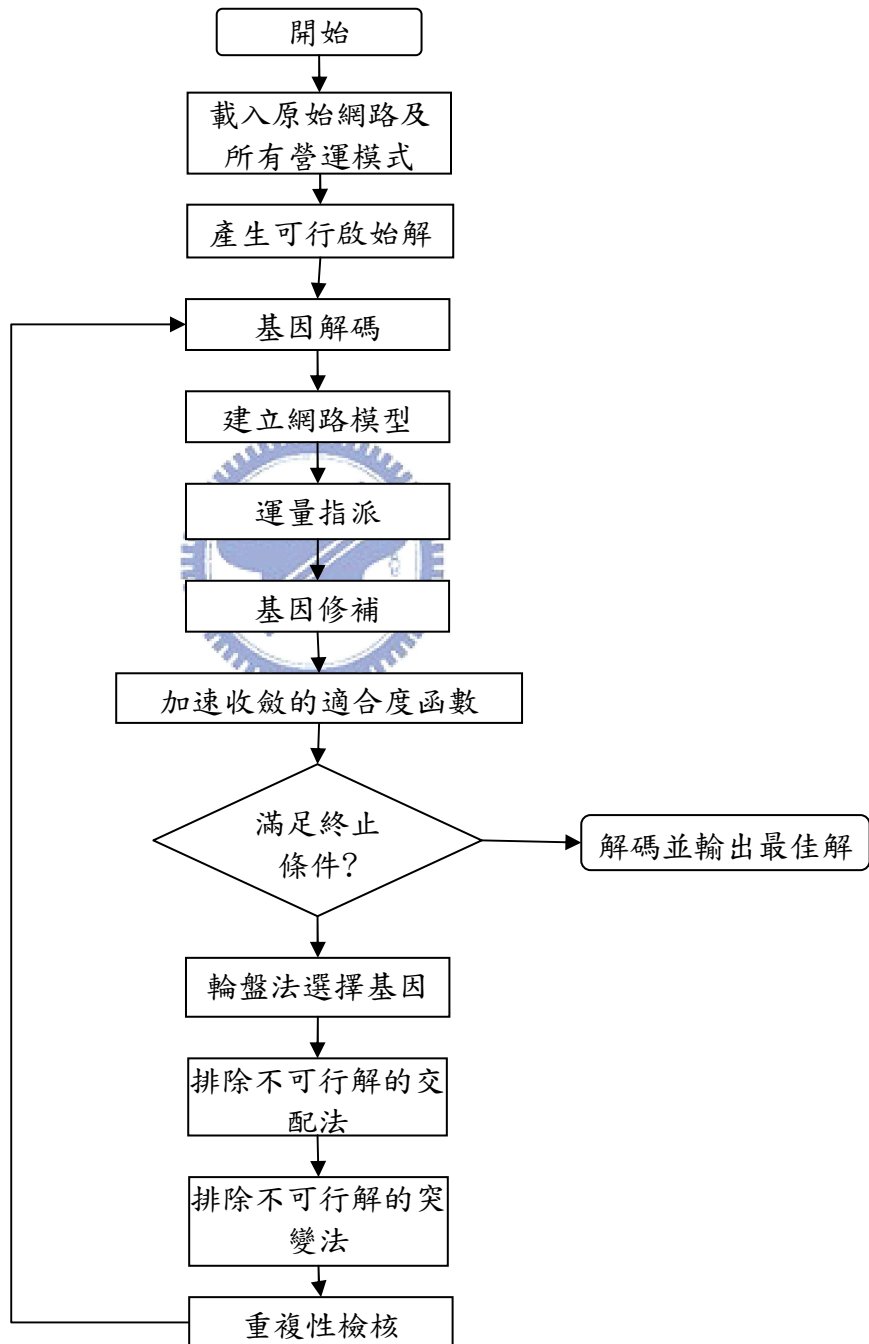 開始
載入原始網路及
所有營運模式
產生可行啟始解
基因解碼
建立網路模型
運量指派
基因修補
加速收斂的適合度函數
滿足終止
條件?
解碼並輸出最佳解
輪盤法選擇基因
排除不可行解的交
配法
排除不可行解的突
變法
重複性檢核